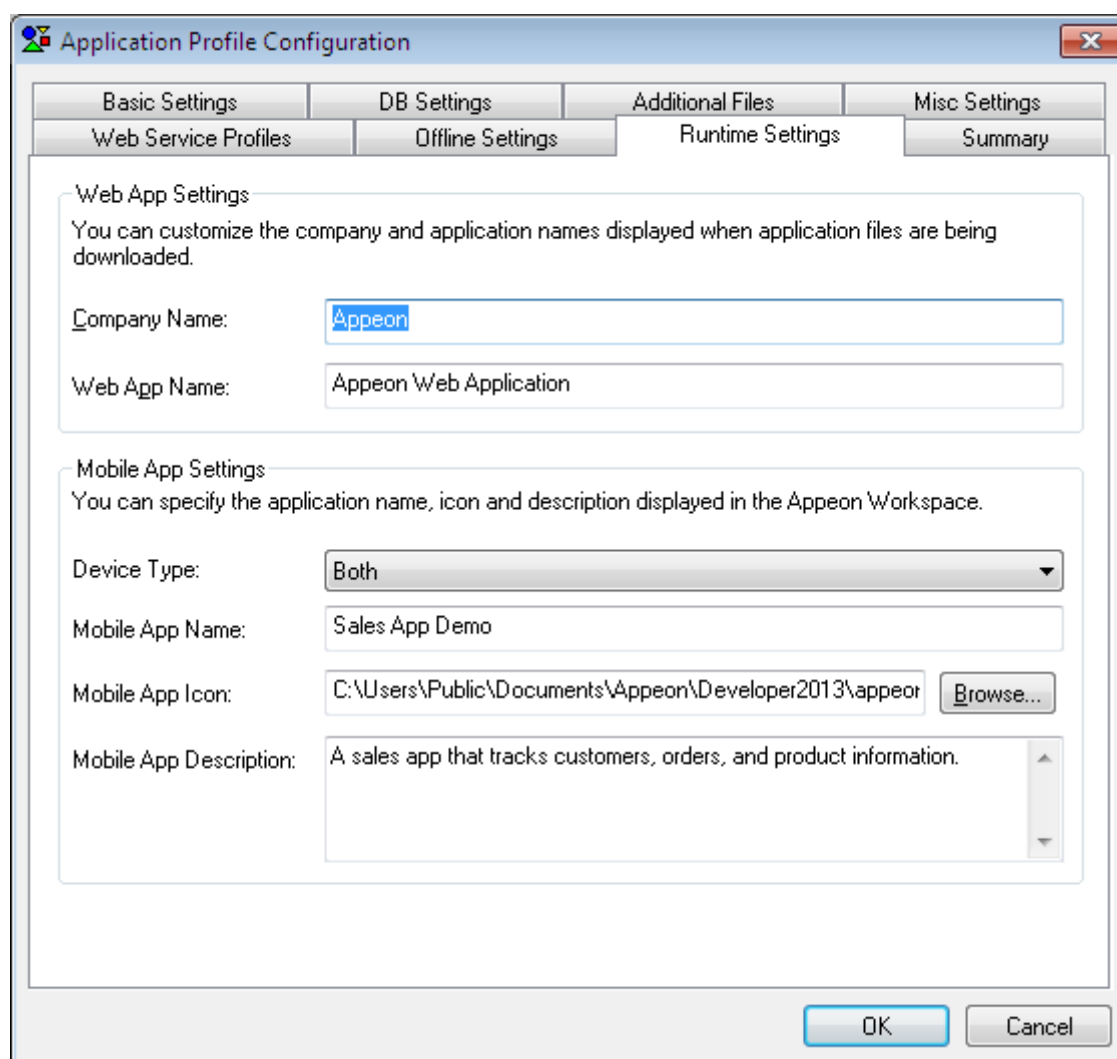 Application Profile Configuration
Basic Settings
DB Settings
Additional Files
Misc Settings
Web Service Profiles
Offline Settings
Runtime Settings
Summary
Web App Settings
You can customize the company and application names displayed when application files are being
downloaded.
Company Name:
Appeon
Web App Name:
Appeon Web Application
Mobile App Settings
You can specify the application name, icon and description displayed in the Appeon Workspace.
Device Type:
Both
Mobile App Name:
Sales App Demo
Mobile App Icon:
C:\Users\Public\Documents\Appeon\Developer2013\appeon
Browse...
Mobile App Description:
A sales app that tracks customers, orders, and product information.
OK
Cancel